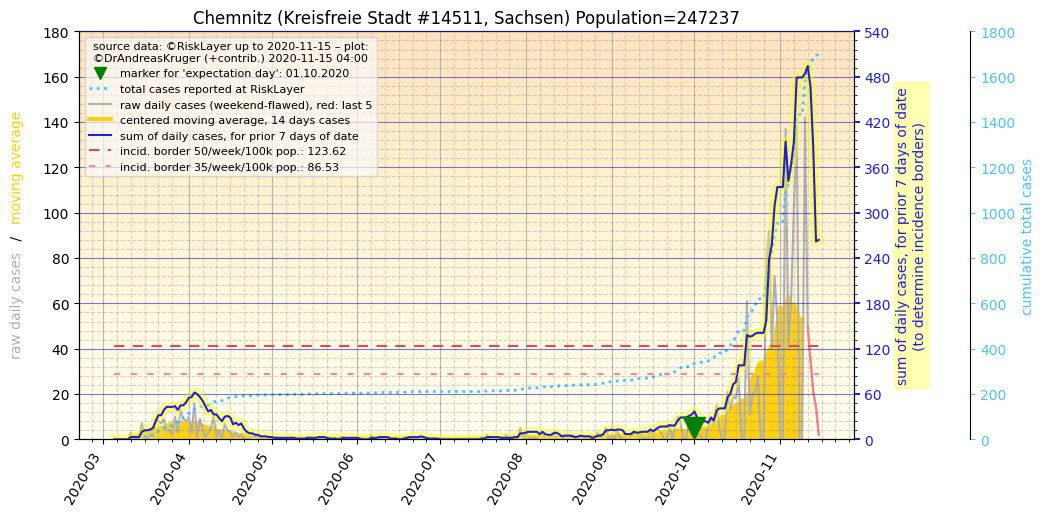 Chemnitz (Kreisfreie Stadt #14511, Sachsen) Population=247237
source data: ©RiskLayer up to 2020-11-15 – plot:
©DrAndreasKruger (+contrib.) 2020-11-15 04:00
marker for 'expectation day': 01.10.2020
total cases reported at RiskLayer
raw daily cases (weekend-flawed), red: last 5
centered moving average, 14 days cases
sum of daily cases, for prior 7 days of date
incid. border 50/week/100k pop.: 123.62
incid. border 35/week/100k pop.: 86.53
raw daily cases / moving average
180
160
140
120
100
80
60
40
20
0
2020-03
2020-04
2020-05
2020-06
2020-07
2020-08
2020-09
2020-10
2020-11
540
480
420
360
300
240
180
120
60
0
sum of daily cases, for prior 7 days of date
(to determine incidence borders)
1800
1600
1400
1200
1000
800
600
400
200
0
cumulative total cases